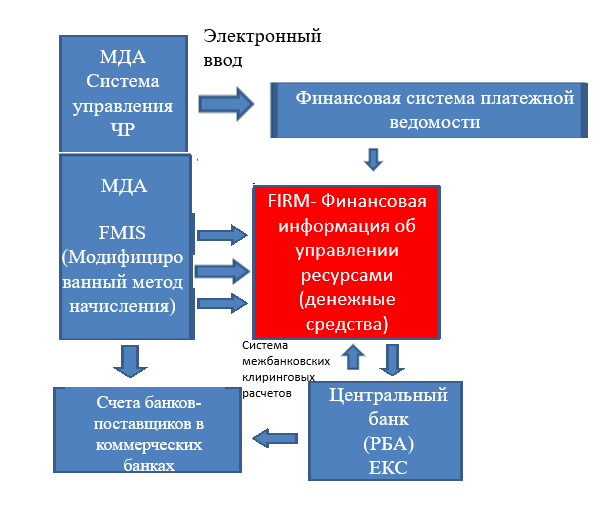 МДА
Система
управления
ЧР
Электронный
ввод
Финансовая система платежной
ведомости
МДА
FMIS
(Модифициро
ванный метод
начисления)
FIRM- Финансовая
информация об
управлении
ресурсами
(денежные
средства)
Система
межбанковских
клиринговых
расчетов
Счета банков-
поставщиков в
коммерческих
банках
Центральный
банк
(РБА)
ЕКС